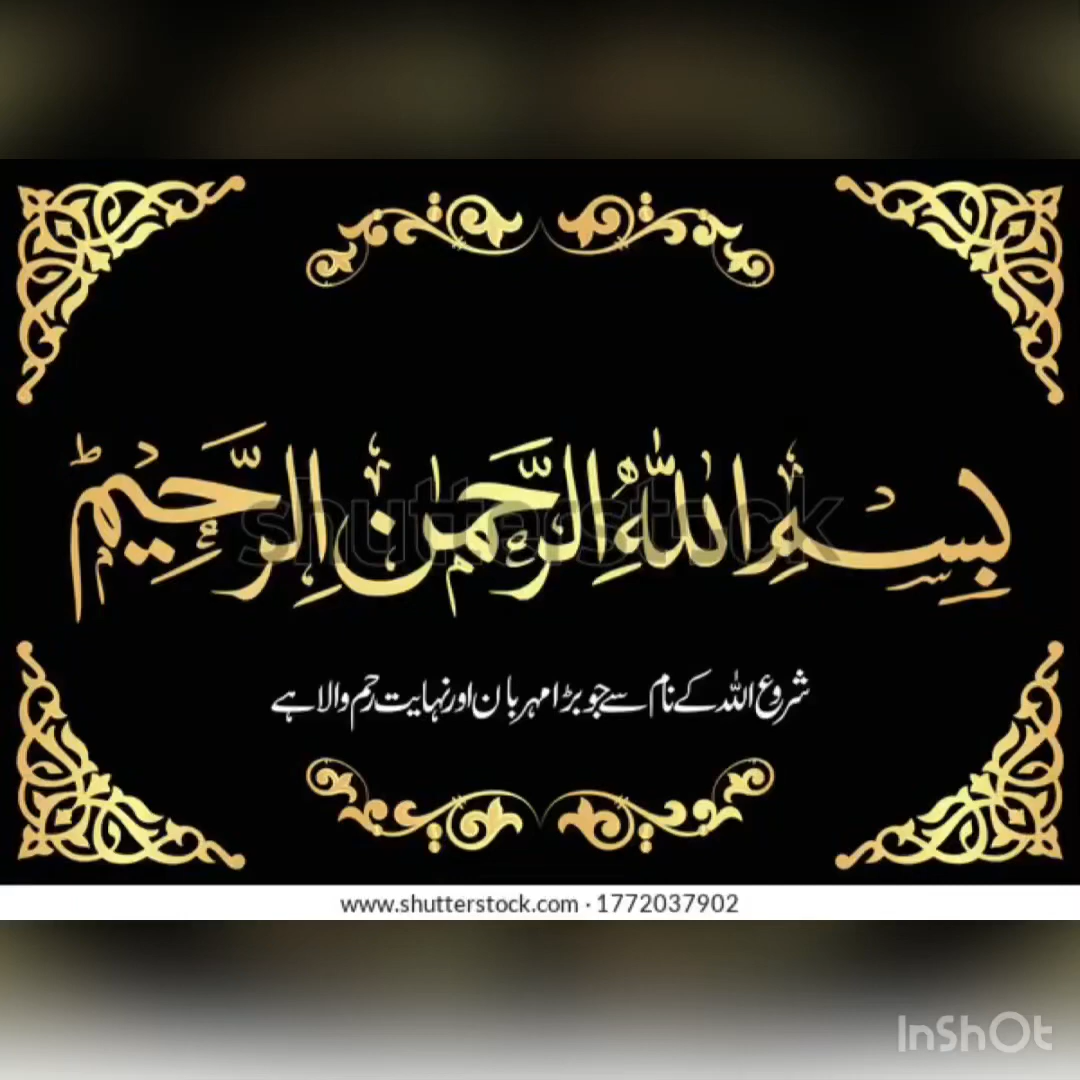 بِسْمِ اللّٰهِ الرَّحْمٰنِ الرَّحِيْمِ
shutterstock
شروع اللہ کے نام سے جو بڑا مہربان اور نہایت رحم والا ہے
www.shutterstock.com · 1772037902
InShOt